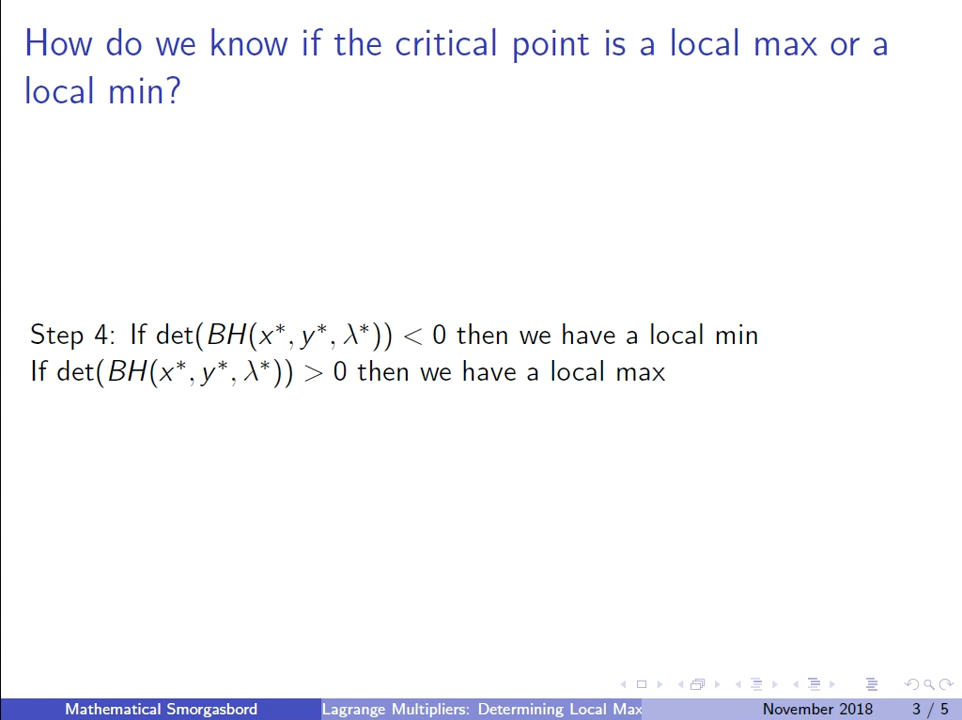 How do we know if the critical point is a local max or a
local min?
Step 4: If det(BH(x*, y*, λ*)) < 0 then we have a local min
If det(BH(x*, y*, λ*)) > 0 then we have a local max
Mathematical Smorgasbord Lagrange Multipliers: Determining Local Max November 2018 3 / 5